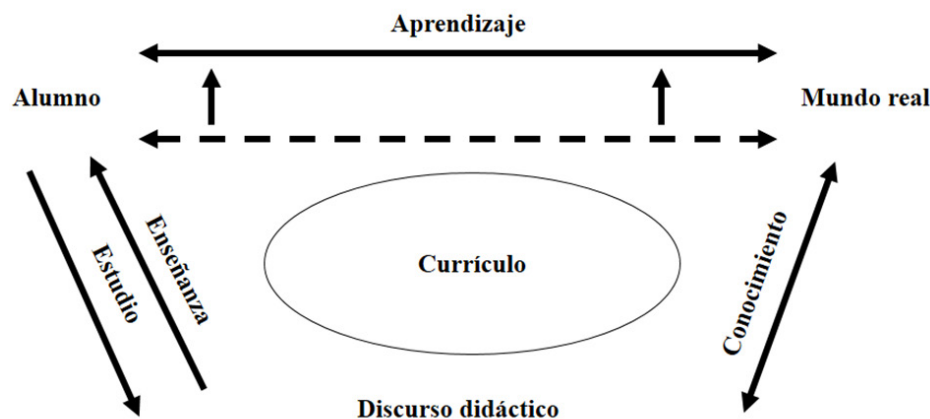 Aprendizaje
Alumno
Mundo real
Estudio
Enseñanza
Currículo
Conocimiento
Discurso didáctico